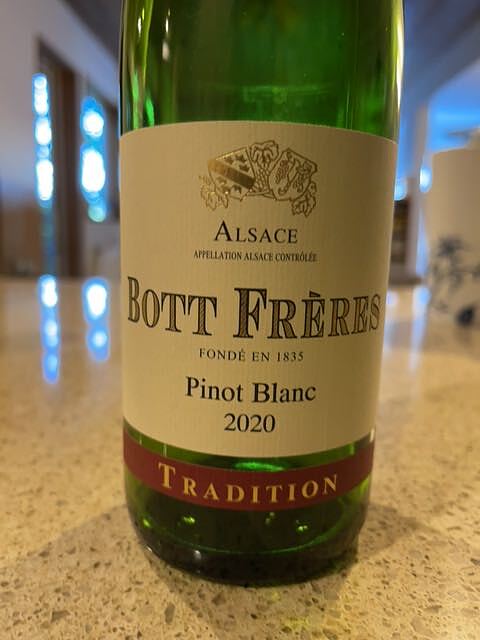 ALSACE
APPELLATION ALSACE CONTRÔLÉE
BOTT FRÈRES
FONDÉ EN 1835
Pinot Blanc
2020
TRADITION